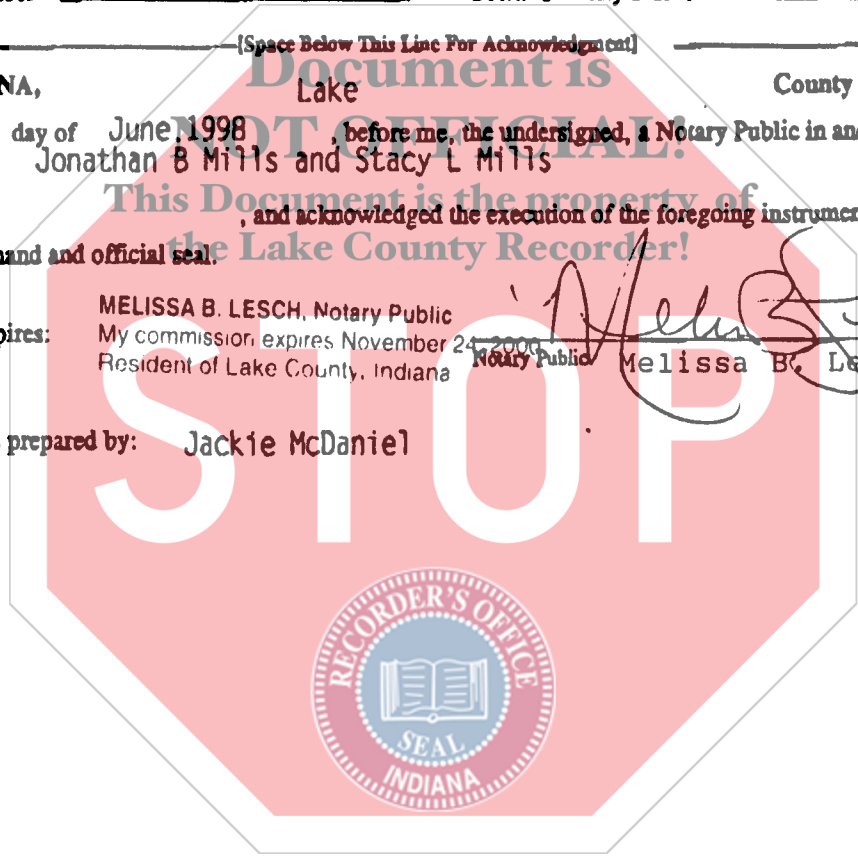 [Space Below This Line For Acknowledgment]
Document is
NA, Lake County
NOT OFFICIAL!
day of June, 1998 , before me, the undersigned, a Notary Public in and
Jonathan B Mills and Stacy L Mills
This Document is the property of
, and acknowledged the execution of the foregoing instrumen
the Lake County Recorder!
hand and official seal.
MELISSA B. LESCH, Notary Public
pires: My commission expires November 24, 2000
Resident of Lake County, Indiana
Notary Public Melissa B. Le
prepared by: Jackie McDaniel
STOP
RECORDER'S OFFICE
SEAL
INDIANA